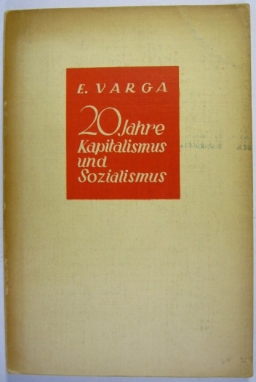 E. VARGA
20 Jahre
Kapitalismus
und
Sozialismus